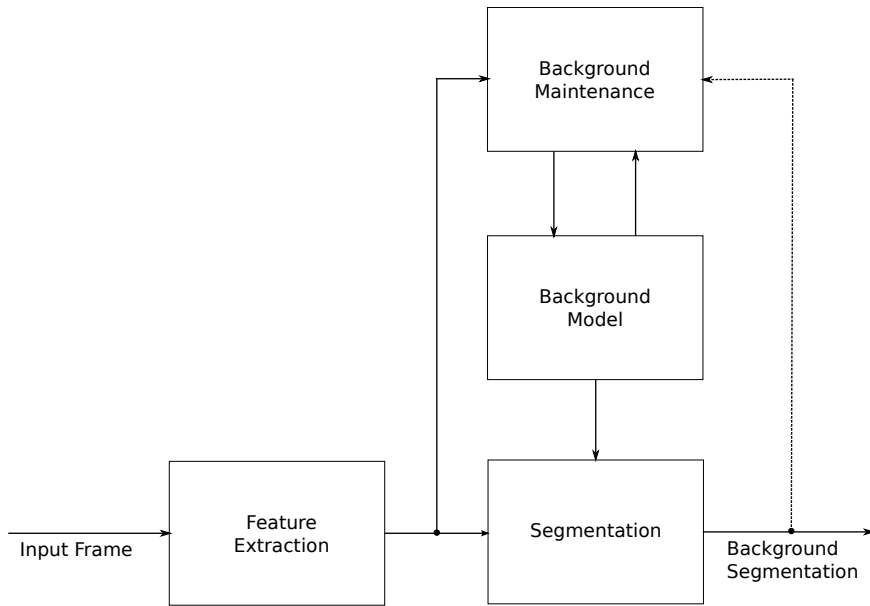 Background
Maintenance
Background
Model
Feature
Extraction
Segmentation
Input Frame
Background
Segmentation